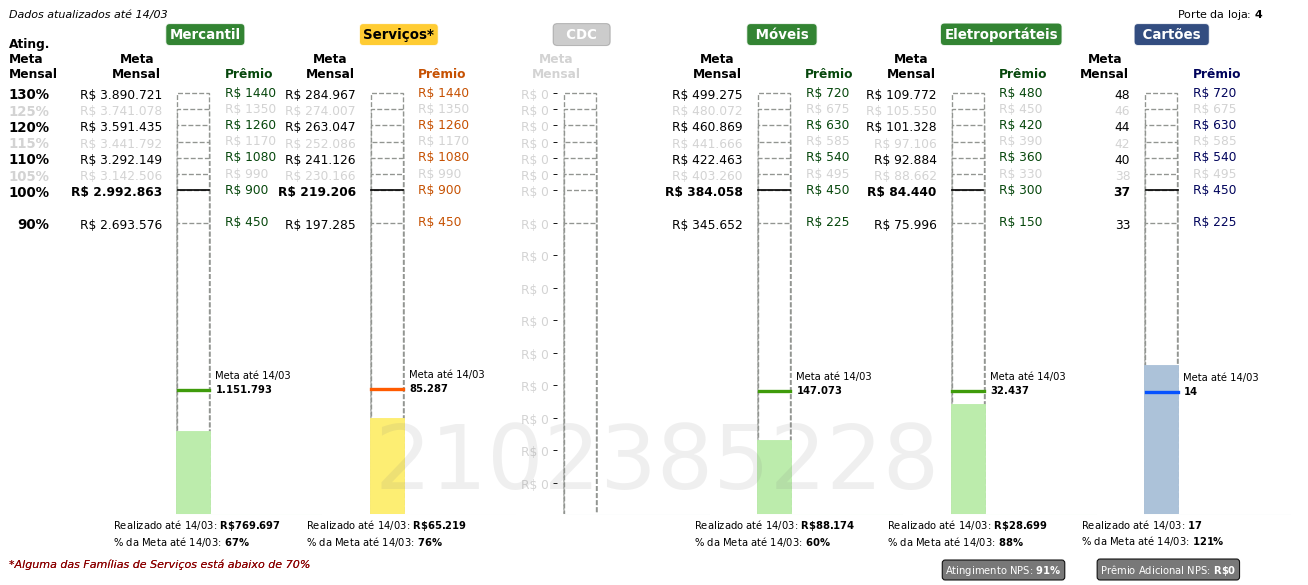 Dados atualizados até 14/03
Porte da loja: 4
Mercantil Serviços* CDC Móveis Eletroportáteis Cartões
Ating.
Meta Meta Meta Meta Meta Meta Meta
Mensal Mensal Prêmio Mensal Prêmio Mensal Mensal Prêmio Mensal Prêmio Mensal Prêmio
130% R$ 3.890.721 R$ 1440 R$ 284.967 R$ 1440 R$ 0 R$ 499.275 R$ 720 R$ 109.772 R$ 480 48 R$ 720
125% R$ 3.741.078 R$ 1350 R$ 274.007 R$ 1350 R$ 0 R$ 480.072 R$ 675 R$ 105.550 R$ 450 46 R$ 675
120% R$ 3.591.435 R$ 1260 R$ 263.047 R$ 1260 R$ 0 R$ 460.869 R$ 630 R$ 101.328 R$ 420 44 R$ 630
115% R$ 3.441.792 R$ 1170 R$ 252.086 R$ 1170 R$ 0 R$ 441.666 R$ 585 R$ 97.106 R$ 390 42 R$ 585
110% R$ 3.292.149 R$ 1080 R$ 241.126 R$ 1080 R$ 0 R$ 422.463 R$ 540 R$ 92.884 R$ 360 40 R$ 540
105% R$ 3.142.506 R$ 990 R$ 230.166 R$ 990 R$ 0 R$ 403.260 R$ 495 R$ 88.662 R$ 330 38 R$ 495
100% R$ 2.992.863 R$ 900 R$ 219.206 R$ 900 R$ 0 R$ 384.058 R$ 450 R$ 84.440 R$ 300 37 R$ 450
90% R$ 2.693.576 R$ 450 R$ 197.285 R$ 450 R$ 0 R$ 345.652 R$ 225 R$ 75.996 R$ 150 33 R$ 225
R$ 0
R$ 0
R$ 0
R$ 0
Meta até 14/03 Meta até 14/03 Meta até 14/03 Meta até 14/03 Meta até 14/03
1.151.793 85.287 R$ 0 147.073 32.437 14
R$ 0
R$ 0
R$ 0
2102385228
Realizado até 14/03: R$769.697 Realizado até 14/03: R$65.219 Realizado até 14/03: R$88.174 Realizado até 14/03: R$28.699 Realizado até 14/03: 17
% da Meta até 14/03: 67% % da Meta até 14/03: 76% % da Meta até 14/03: 60% % da Meta até 14/03: 88% % da Meta até 14/03: 121%
*Alguma das Famílias de Serviços está abaixo de 70%
Atingimento NPS: 91% Prêmio Adicional NPS: R$0